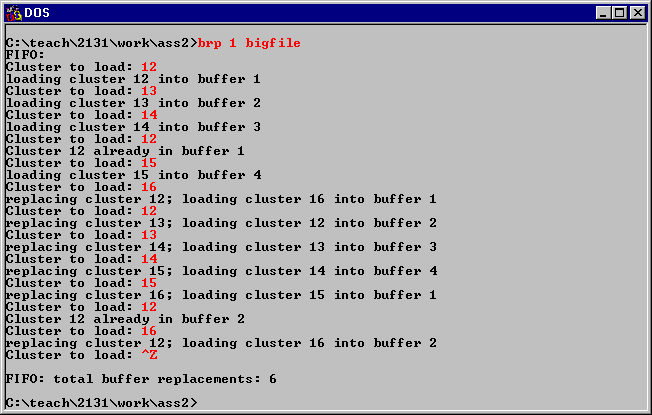 DOS
C:\teach\2131\work\ass2>brp 1 bigfile
FIFO:
Cluster to load: 12
loading cluster 12 into buffer 1
Cluster to load: 13
loading cluster 13 into buffer 2
Cluster to load: 14
loading cluster 14 into buffer 3
Cluster to load: 12
Cluster 12 already in buffer 1
Cluster to load: 15
loading cluster 15 into buffer 4
Cluster to load: 16
replacing cluster 12; loading cluster 16 into buffer 1
Cluster to load: 12
replacing cluster 13; loading cluster 12 into buffer 2
Cluster to load: 13
replacing cluster 14; loading cluster 13 into buffer 3
Cluster to load: 14
replacing cluster 15; loading cluster 14 into buffer 4
Cluster to load: 15
replacing cluster 16; loading cluster 15 into buffer 1
Cluster to load: 12
Cluster 12 already in buffer 2
Cluster to load: 16
replacing cluster 12; loading cluster 16 into buffer 2
Cluster to load: ^Z
FIFO: total buffer replacements: 6
C:\teach\2131\work\ass2>